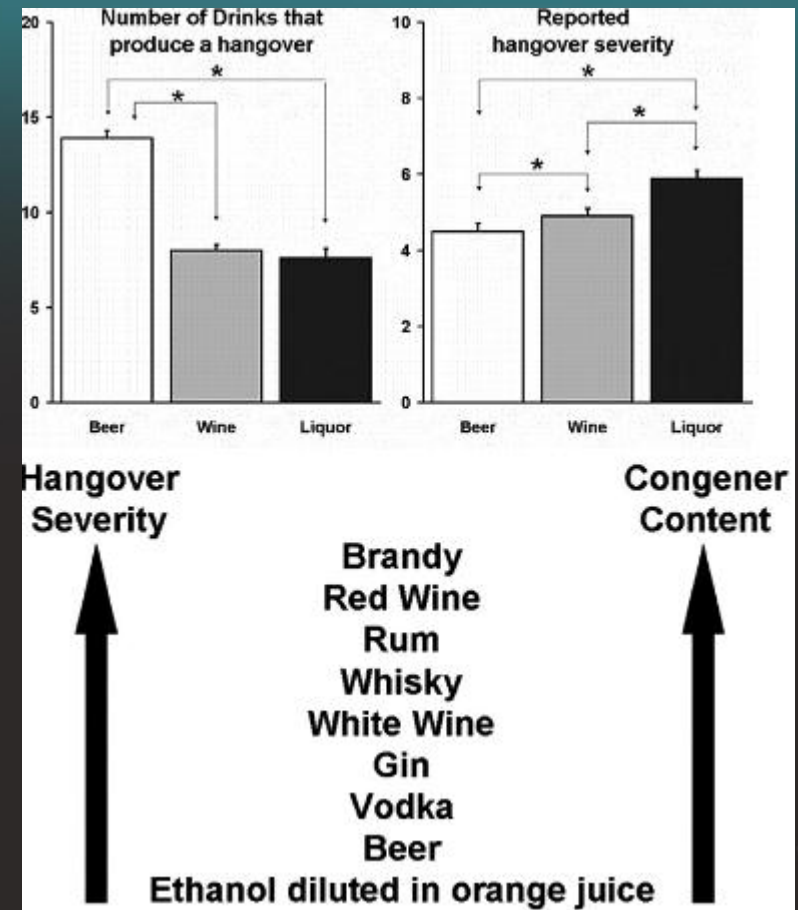 Number of Drinks that
produce a hangover
20
15
10
5
0
*
*
Beer Wine Liquor
Reported
hangover severity
10
8
6
4
2
0
*
*
*
Beer Wine Liquor
Hangover
Severity
Congener
Content
Brandy
Red Wine
Rum
Whisky
White Wine
Gin
Vodka
Beer
Ethanol diluted in orange juice